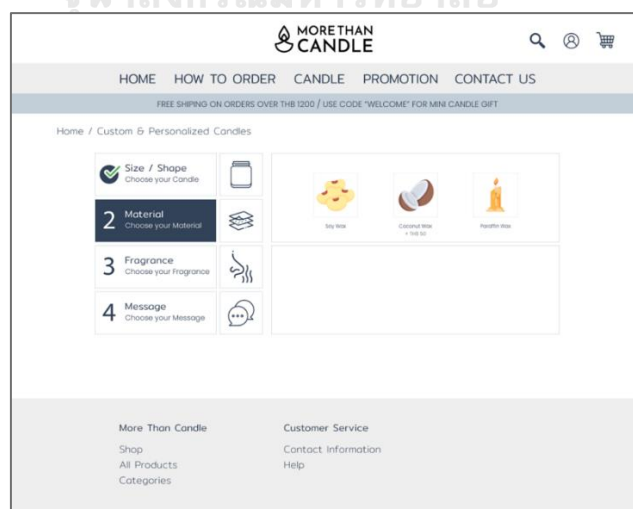 MORE THAN
CANDLE
HOME HOW TO ORDER CANDLE PROMOTION CONTACT US
FREE SHIPING ON ORDERS OVER THB 1200 / USE CODE "WELCOME" FOR MINI CANDLE GIFT
Home / Custom & Personalized Candles
Size / Shape
Choose your Candle
2 Material
Choose your Material
3 Fragrance
Choose your Fragrance
4 Message
Choose your Message
Soy Wax Coconut Wax Paraffin Wax
+ THB 50
More Than Candle Customer Service
Shop Contact Information
All Products Help
Categories